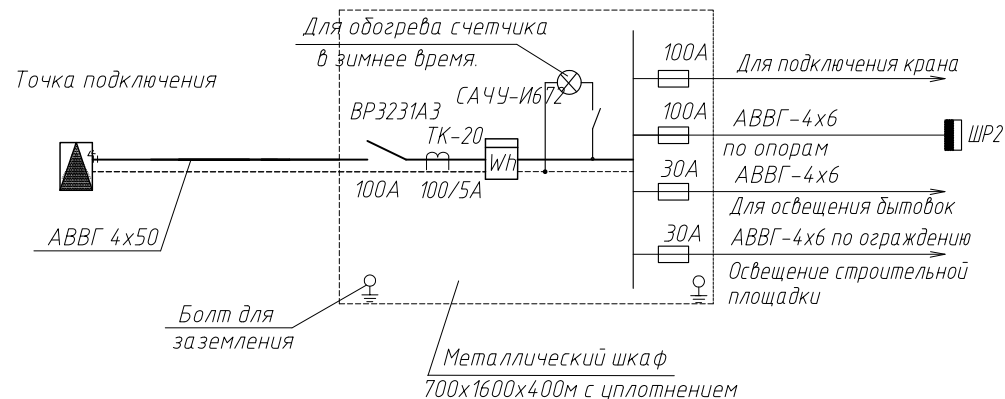 Для обогрева счетчика
в зимнее время.
Точка подключения
САЧУ-И672
ВР3231А3
ТК-20
Wh
100А
100/5А
АВВГ 4х50
100А
Для подключения крана
100А
АВВГ-4х6
ШР2
по опорам
30А
АВВГ-4х6
Для освещения бытовок
30А
АВВГ-4х6 по ограждению
Освещение строительной
площадки
Болт для
заземления
Металлический шкаф
700х1600х400м с уплотнением